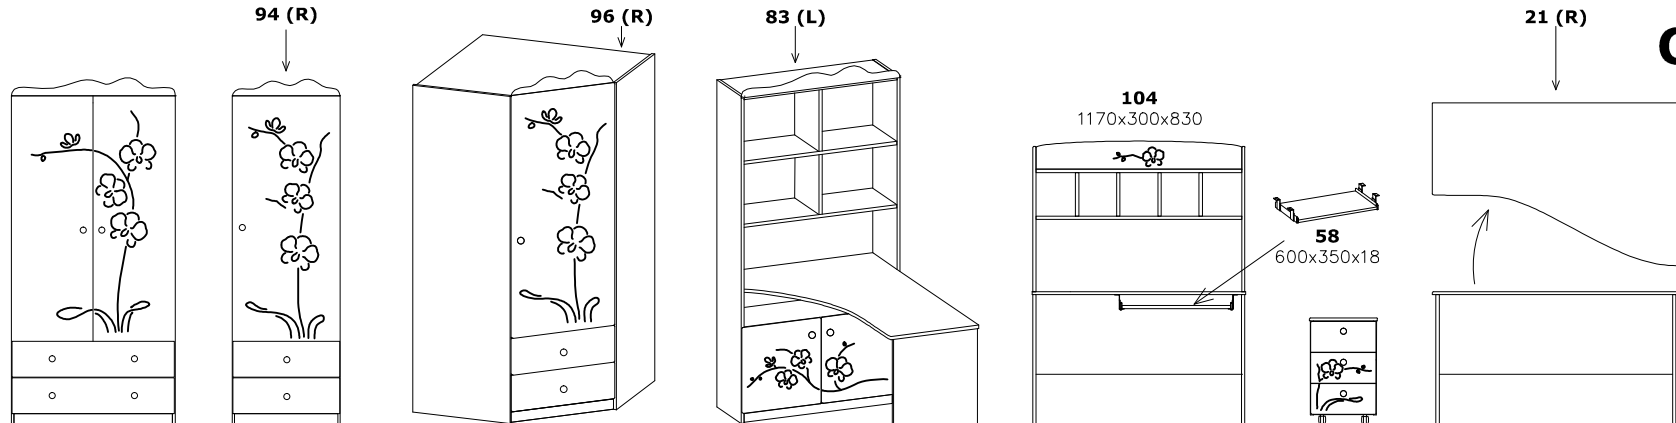 94 (R)
96 (R)
83 (L)
21 (R)
104
1170x300x830
58
600x350x18